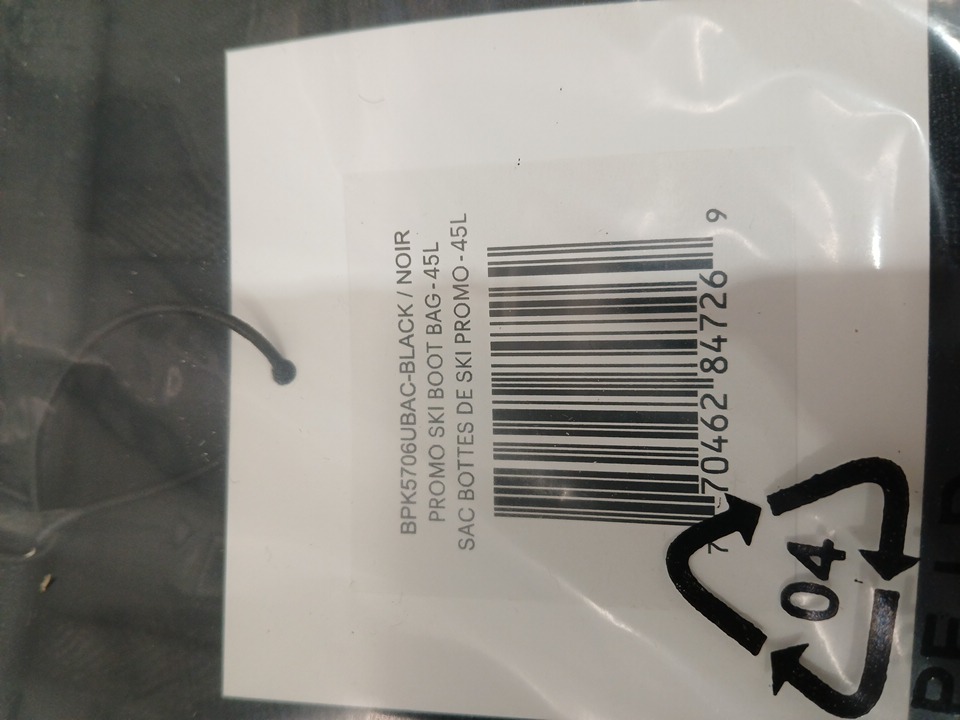 BPK5706UBAC-BLACK / NOIR
PROMO SKI BOOT BAG-45L
SAC BOTTES DE SKI PROMO-45L
7 70462 84726 9
04